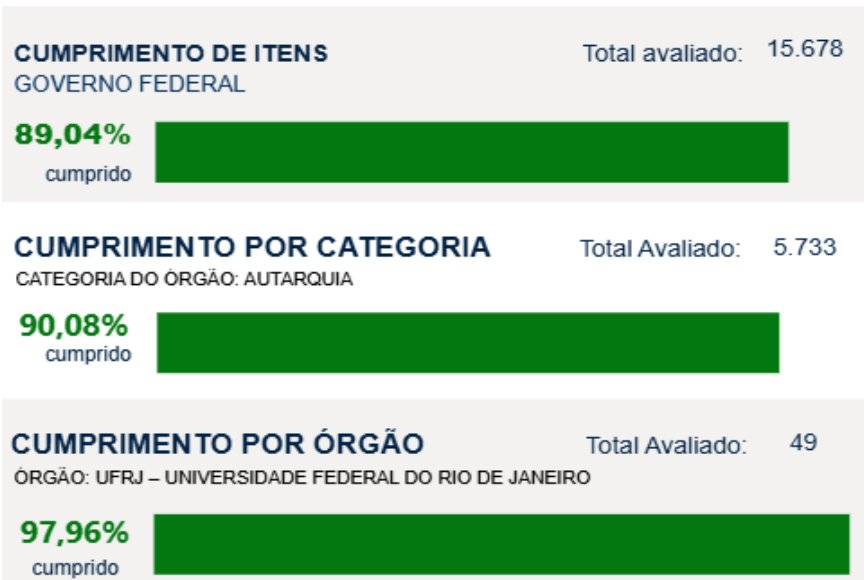 CUMPRIMENTO DE ITENS Total avaliado: 15.678
GOVERNO FEDERAL
89,04%
cumprido
CUMPRIMENTO POR CATEGORIA Total Avaliado: 5.733
CATEGORIA DO ÓRGÃO: AUTARQUIA
90,08%
cumprido
CUMPRIMENTO POR ÓRGÃO Total Avaliado: 49
ÓRGÃO: UFRJ – UNIVERSIDADE FEDERAL DO RIO DE JANEIRO
97,96%
cumprido